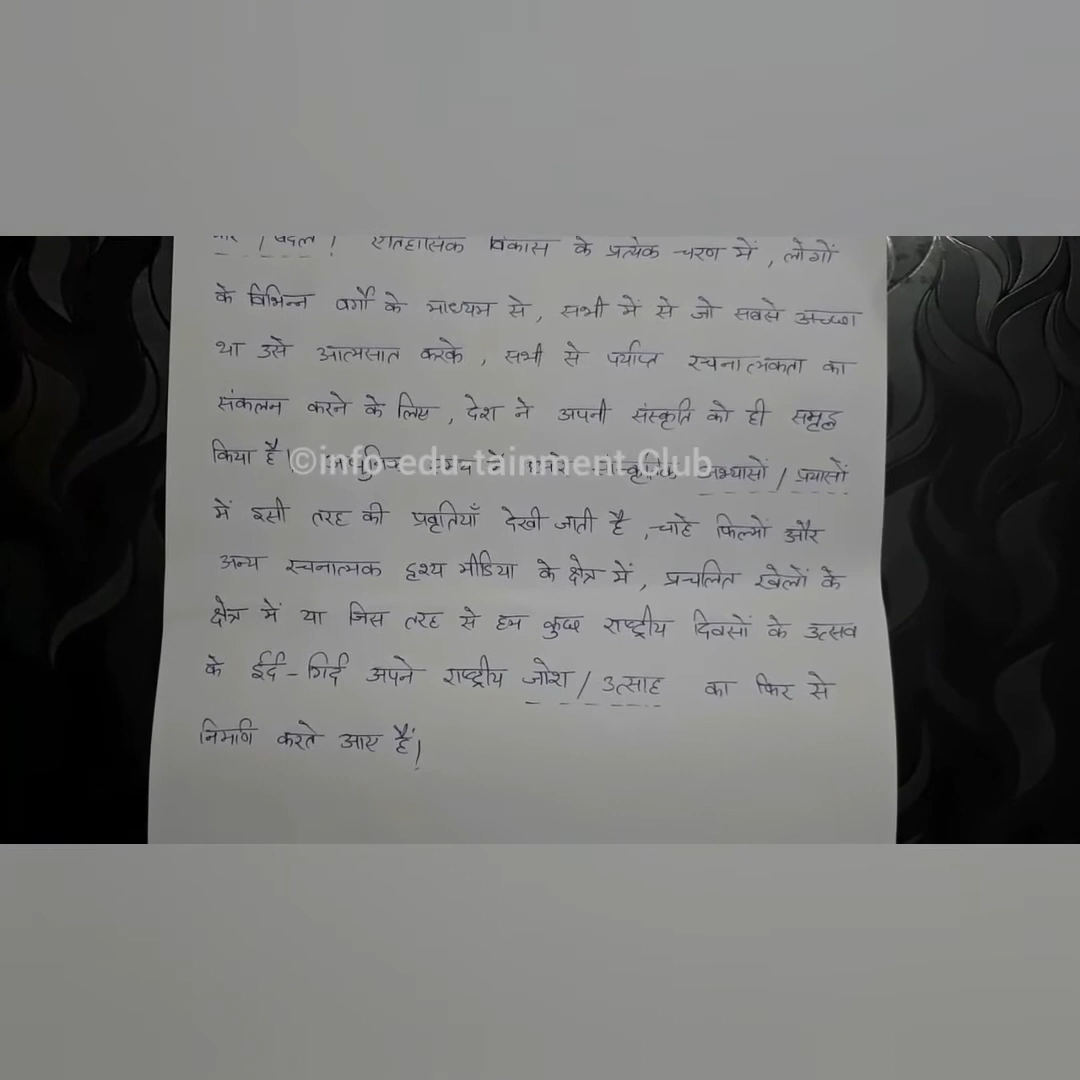 / बदल । ऐतिहासिक विकास के प्रत्येक चरण में , लोगों
के विभिन्न वर्गों के माध्यम से , सभी में से जो सबसे अच्छा
था उसे आत्मसात करके , सभी से पर्याप्त रचनात्मकता का
संकलन करने के लिए , देश ने अपनी संस्कृति को ही समृद्ध
किया है। अभ्यासों / प्रयासों
©info-edu-tainment Club
में इसी तरह की प्रवृतियाँ देखी जाती है , चाहे फिल्मों और
अन्य रचनात्मक दृश्य मीडिया के क्षेत्र में , प्रचलित खेलों के
क्षेत्र में या जिस तरह से हम कुछ राष्ट्रीय दिवसों के उत्सव
के ईर्द-गिर्द अपने राष्ट्रीय जोश / उत्साह का फिर से
निर्माण करते आए हैं।